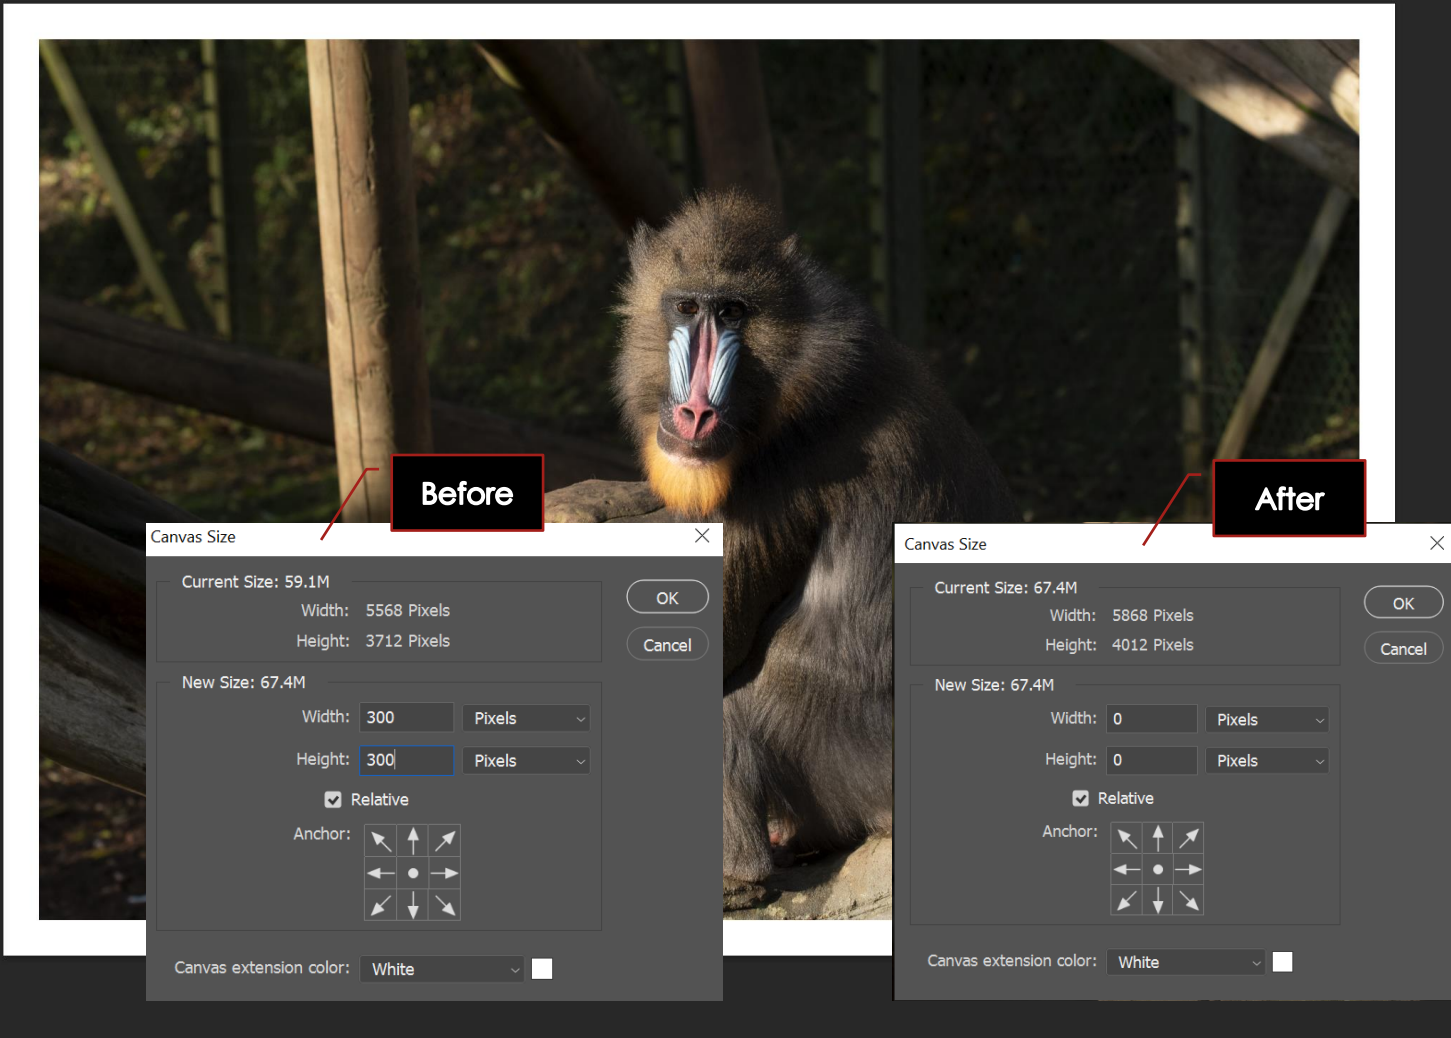 Before
Canvas Size
Current Size: 59.1M
Width: 5568 Pixels
Height: 3712 Pixels
OK
Cancel
New Size: 67.4M
Width: 300 Pixels
Height: 300 Pixels
Relative
Anchor:
Canvas extension color: White
After
Canvas Size
Current Size: 67.4M
Width: 5868 Pixels
Height: 4012 Pixels
OK
Cancel
New Size: 67.4M
Width: 0 Pixels
Height: 0 Pixels
Relative
Anchor:
Canvas extension color: White